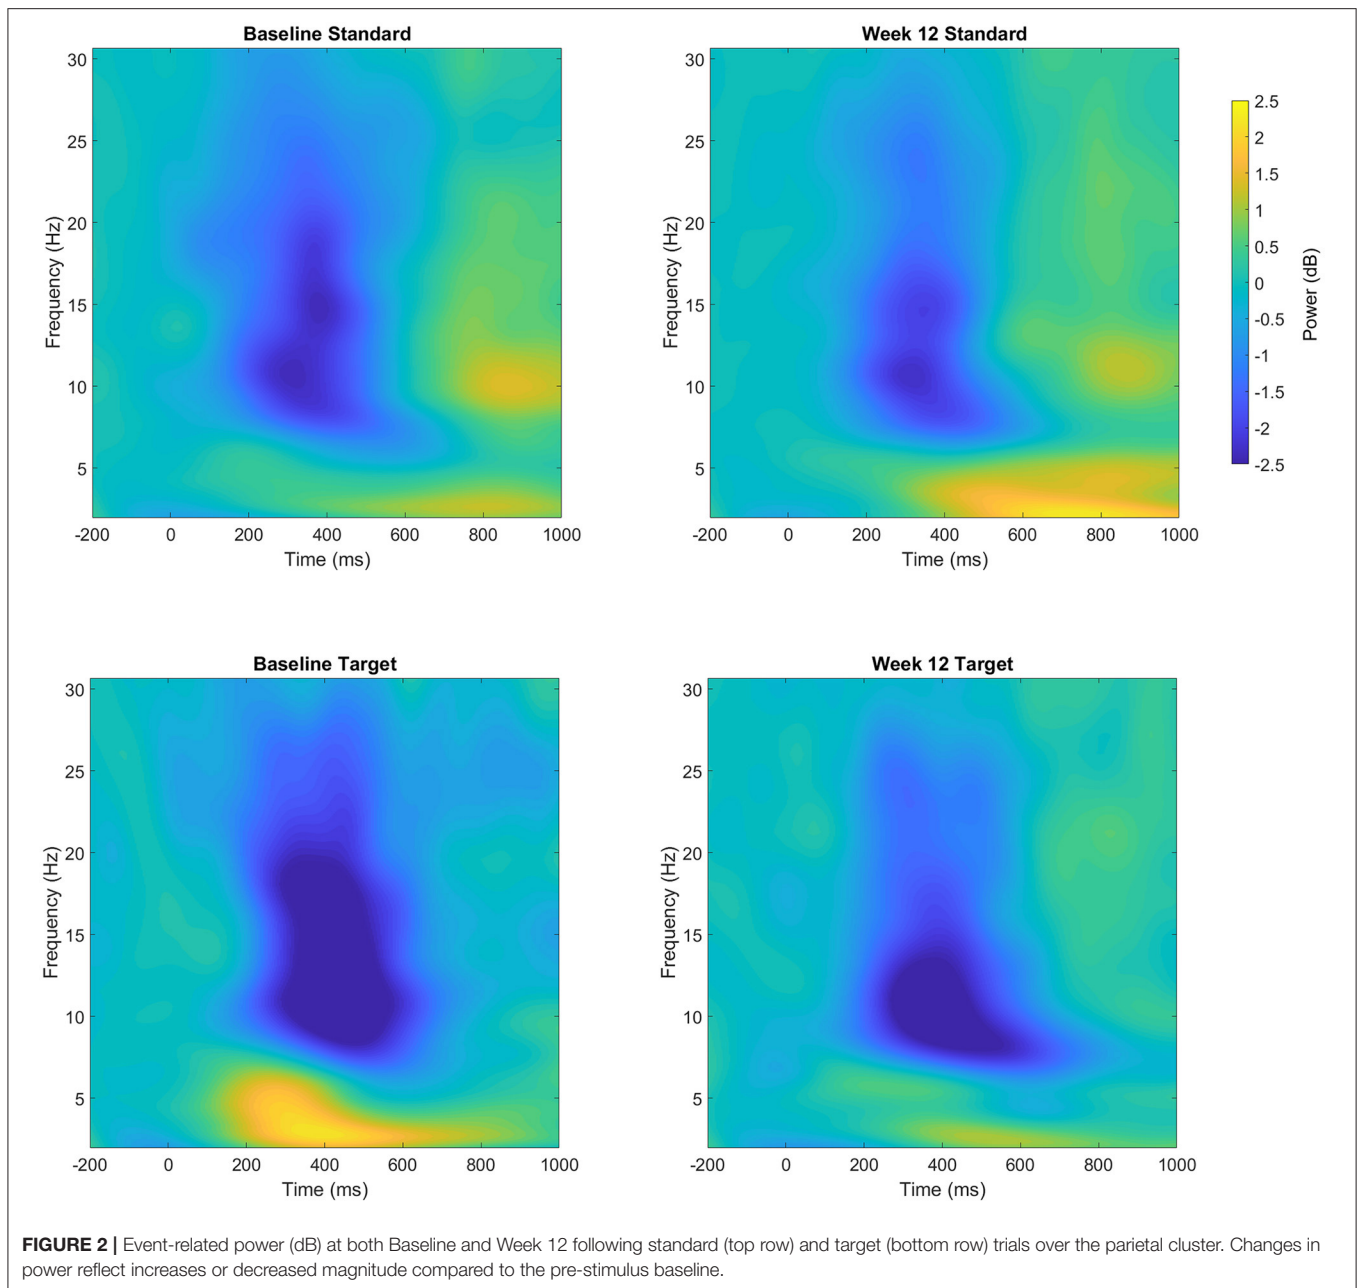 Baseline Standard
30
25
20
15
10
5
Frequency (Hz)
-200 0 200 400 600 800 1000
Time (ms)
Week 12 Standard
30
25
20
15
10
5
Frequency (Hz)
-200 0 200 400 600 800 1000
Time (ms)
2.5
2
1.5
1
0.5
0
-0.5
-1
-1.5
-2
-2.5
Power (dB)
Baseline Target
30
25
20
15
10
5
Frequency (Hz)
-200 0 200 400 600 800 1000
Time (ms)
Week 12 Target
30
25
20
15
10
5
Frequency (Hz)
-200 0 200 400 600 800 1000
Time (ms)
FIGURE 2 | Event-related power (dB) at both Baseline and Week 12 following standard (top row) and target (bottom row) trials over the parietal cluster. Changes in
power reflect increases or decreased magnitude compared to the pre-stimulus baseline.